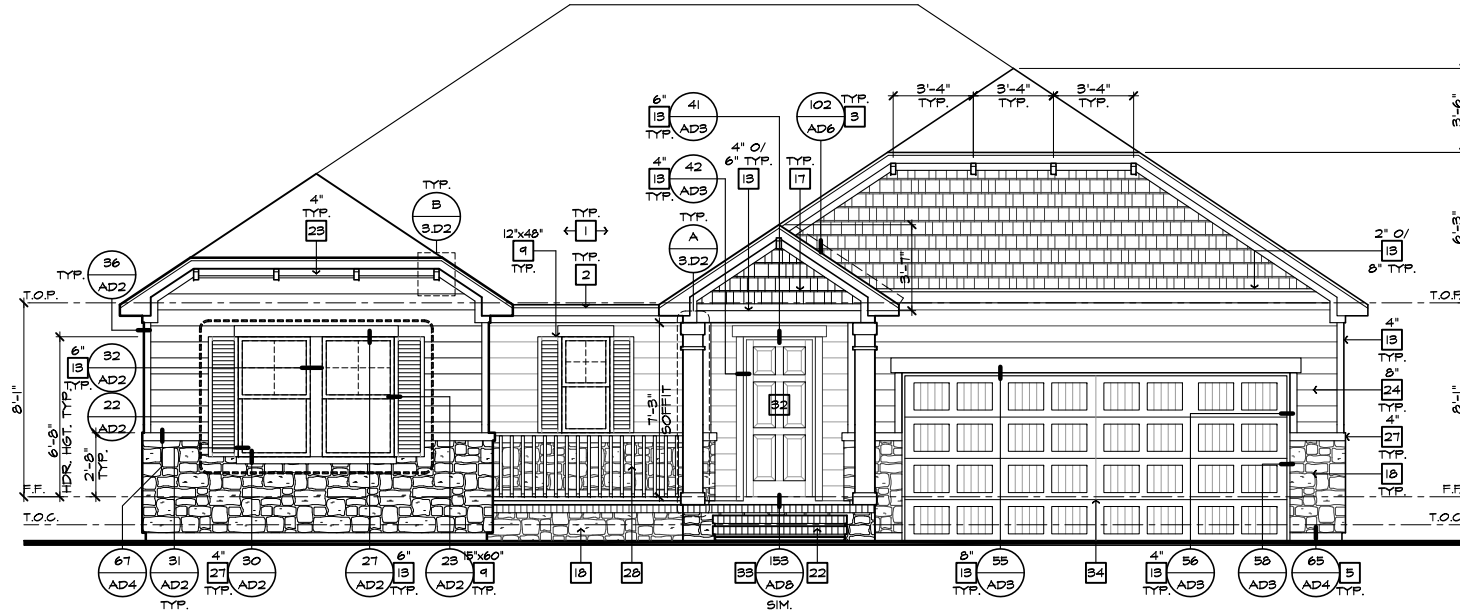 3'-4"
TYP.
3'-4"
TYP.
3'-4"
TYP.
3'-6"
6"
13
TYP.
41
AD3
102
AD6
TYP.
3
4"
13
TYP.
42
AD3
4" O/
6" TYP.
13
TYP.
17
TYP.
B
3.D2
4"
TYP.
23
TYP.
1
12"x48"
9
TYP.
TYP.
2
TYP.
A
3.D2
6'-3"
2" O/
13
8" TYP.
3'-7"
TYP.
36
AD2
T.O.P.
T.O.P.
6"
13
TYP.
32
AD2
22
AD2
8'-1"
6'-8"
HDR. HGT. TYP.
2'-8"
TYP.
7'-3"
SOFFIT
32
4"
13
TYP.
8"
24
TYP.
4"
27
TYP.
18
TYP.
8'-1"
F.F.
F.F.
T.O.C.
T.O.C.
67
AD4
31
AD2
TYP.
4"
27
TYP.
30
AD2
27
AD2
6"
13
TYP.
23
AD2
15"x60"
9
TYP.
18
28
33
153
AD8
SIM.
22
8"
13
TYP.
55
AD3
34
4"
13
TYP.
56
AD3
58
AD3
65
AD4
5
TYP.